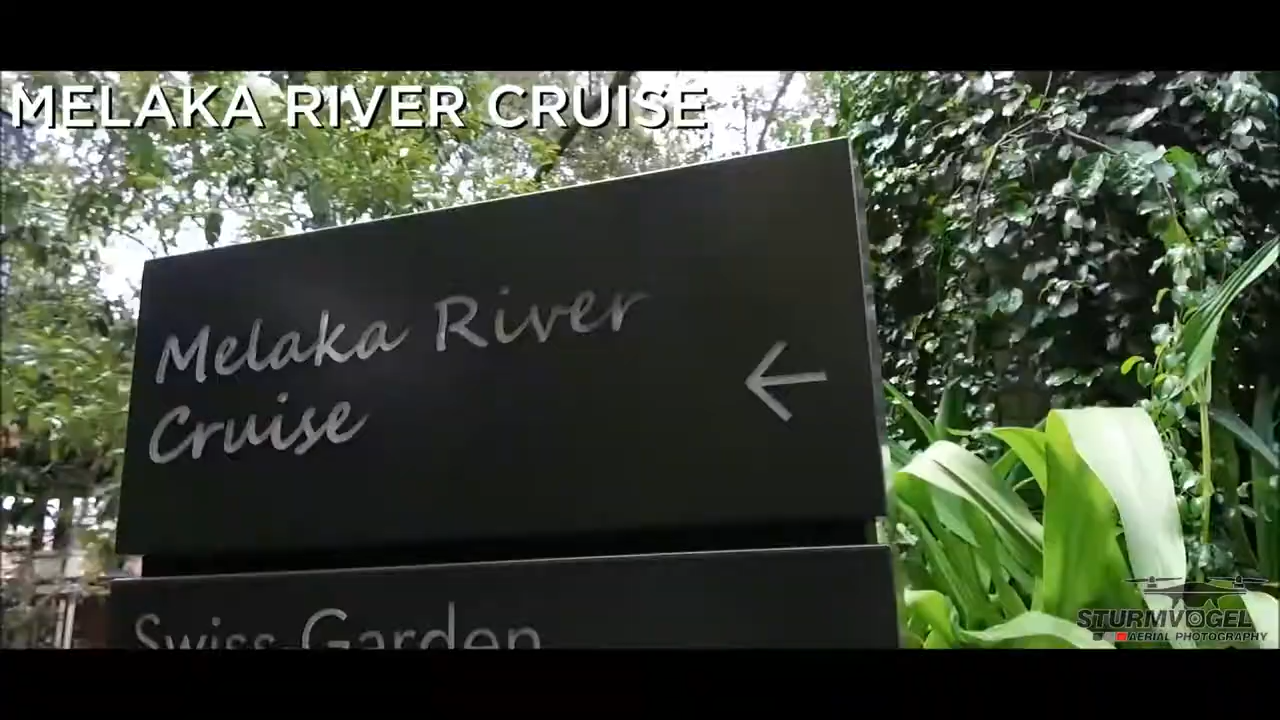 MELAKA RIVER CRUISE
Melaka River
Cruise
Swiss-Garden
STURMVOGEL
AERIAL PHOTOGRAPHY